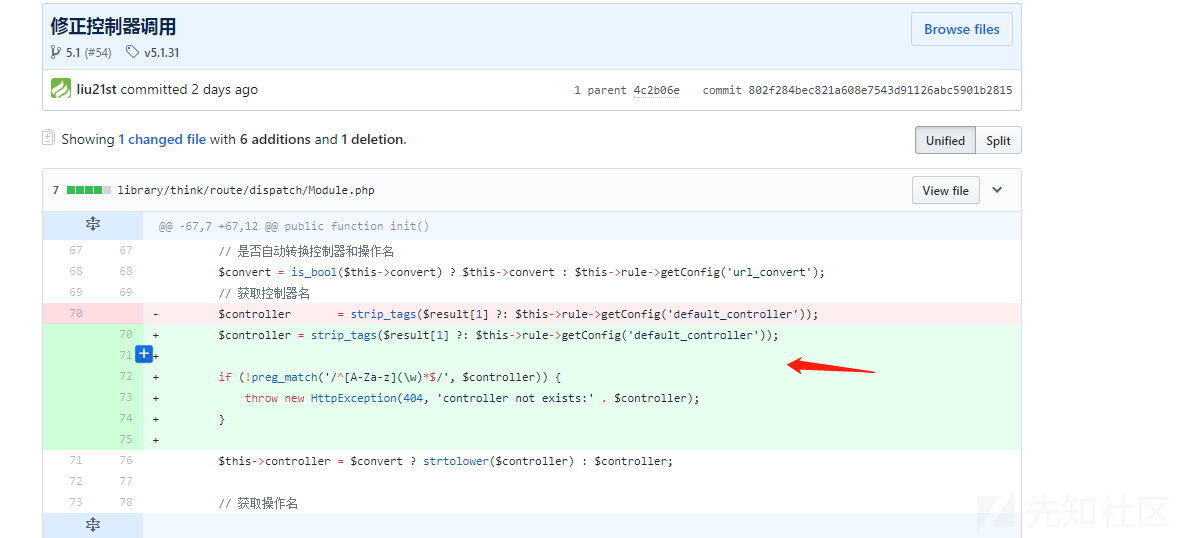 修正控制器调用
Browse files
5.1 (#54) v5.1.31
liu21st committed 2 days ago
1 parent 4c2b06e commit 802f284bec821a608e7543d91126abc5901b2815
Showing 1 changed file with 6 additions and 1 deletion.
Unified Split
7 library/think/route/dispatch/Module.php
View file
@@ -67,7 +67,12 @@ public function init()
67 67 // 是否自动转换控制器和操作名
68 68 $convert = is_bool($this->convert) ? $this->convert : $this->rule->getConfig('url_convert');
69 69 // 获取控制器名
70 - $controller = strip_tags($result[1] ?: $this->rule->getConfig('default_controller'));
70 + $controller = strip_tags($result[1] ?: $this->rule->getConfig('default_controller'));
71 +
72 + if (!preg_match('/^[A-Za-z](\w)*$/', $controller)) {
73 + throw new HttpException(404, 'controller not exists:' . $controller);
74 + }
75 +
71 76 $this->controller = $convert ? strtolower($controller) : $controller;
72 77
73 78 // 获取操作名
先知社区